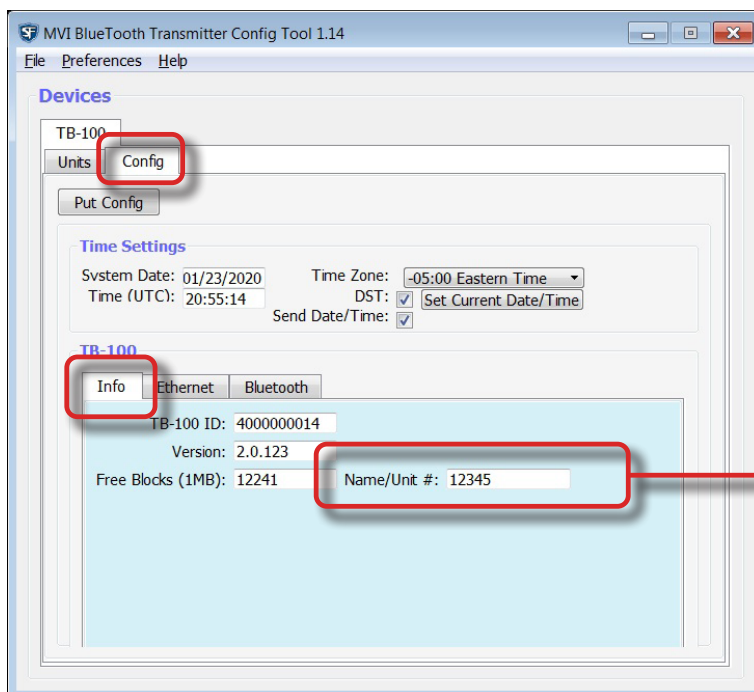 SF MVI BlueTooth Transmitter Config Tool 1.14
File Preferences Help
Devices
TB-100
Units Config
Put Config
Time Settings
System Date: 01/23/2020 Time Zone: -05:00 Eastern Time
Time (UTC): 20:55:14 DST: Set Current Date/Time
Send Date/Time:
TB-100
Info Ethernet Bluetooth
TB-100 ID: 4000000014
Version: 2.0.123
Free Blocks (1MB): 12241 Name/Unit #: 12345